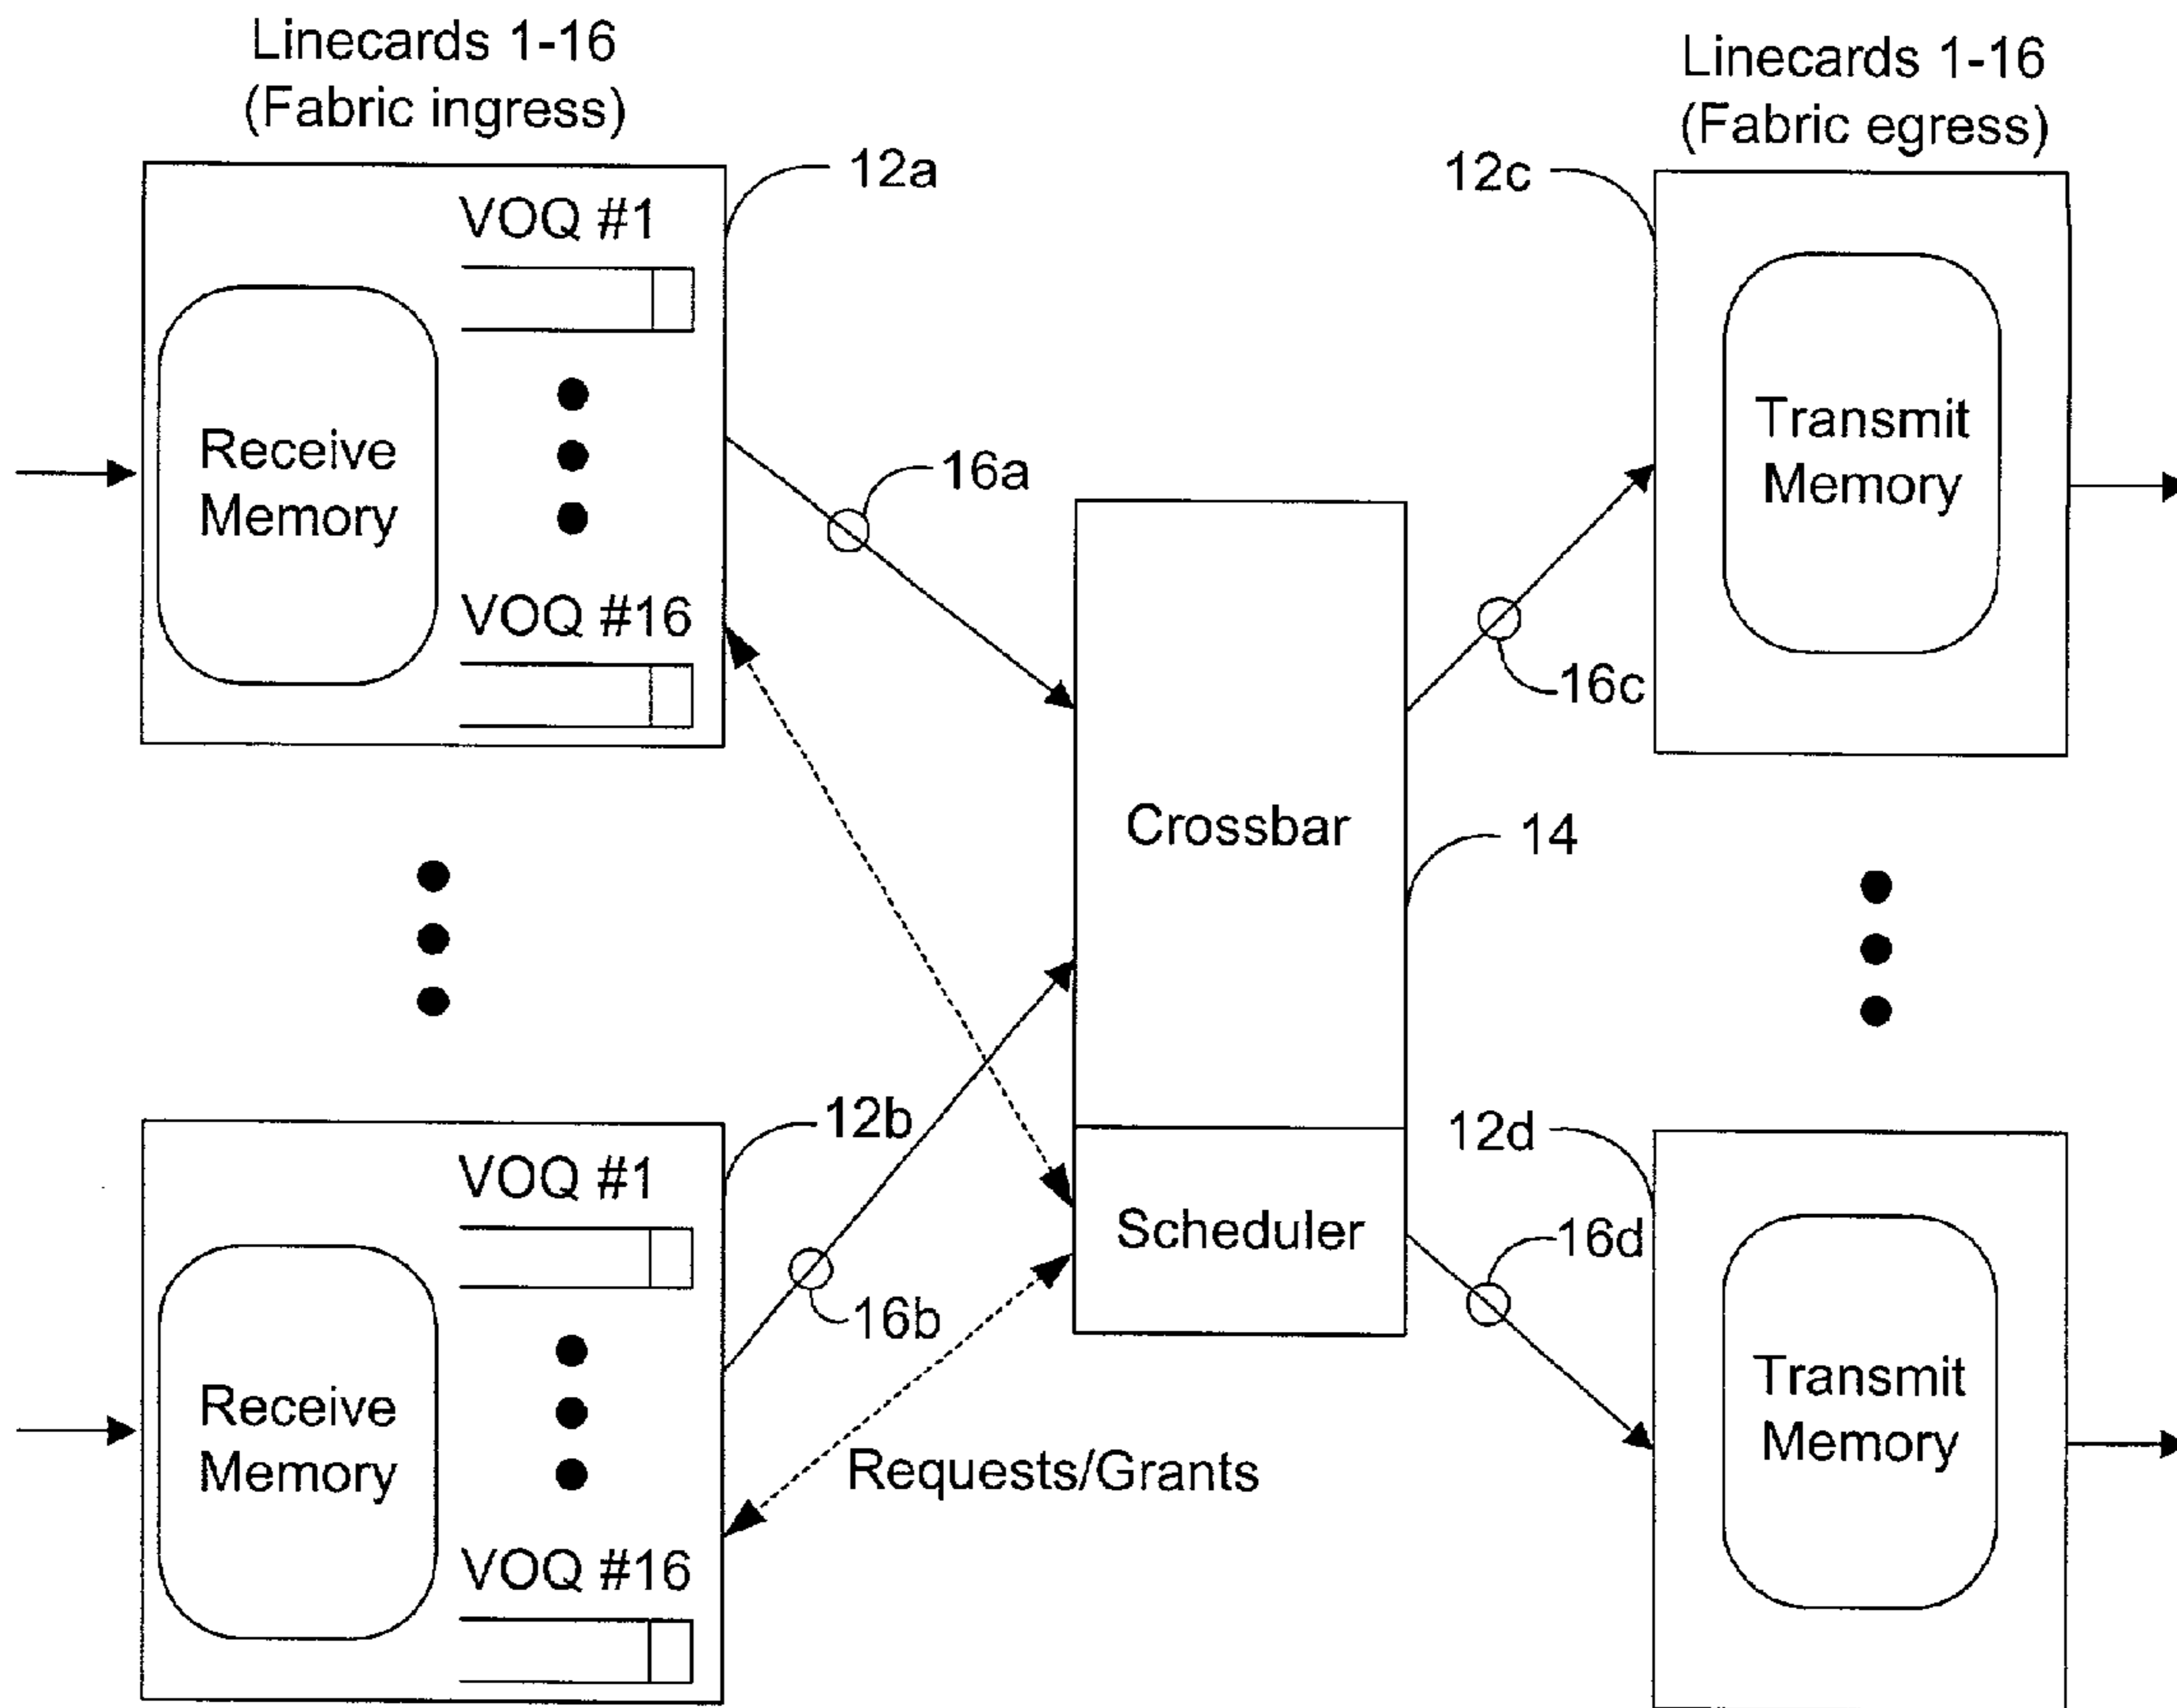 Linecards 1-16
(Fabric ingress)
Linecards 1-16
(Fabric egress)
12a
12c
VOQ #1
Receive
Memory
VOQ #16
16a
Transmit
Memory
16c
Crossbar
14
12b
12d
VOQ #1
Receive
Memory
VOQ #16
16b
Scheduler
16d
Requests/Grants
Transmit
Memory